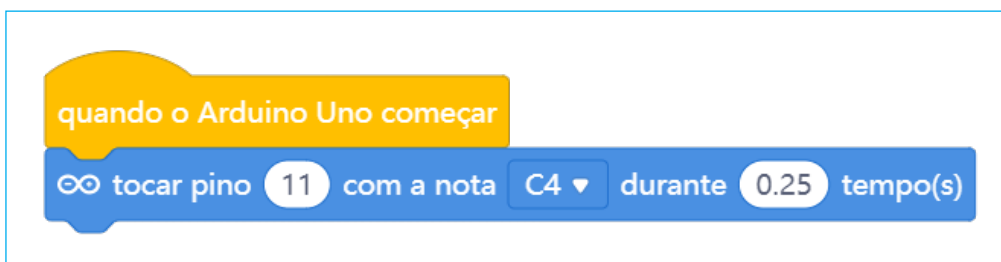 quando o Arduino Uno começar
tocar pino 11 com a nota C4 durante 0.25 tempo(s)